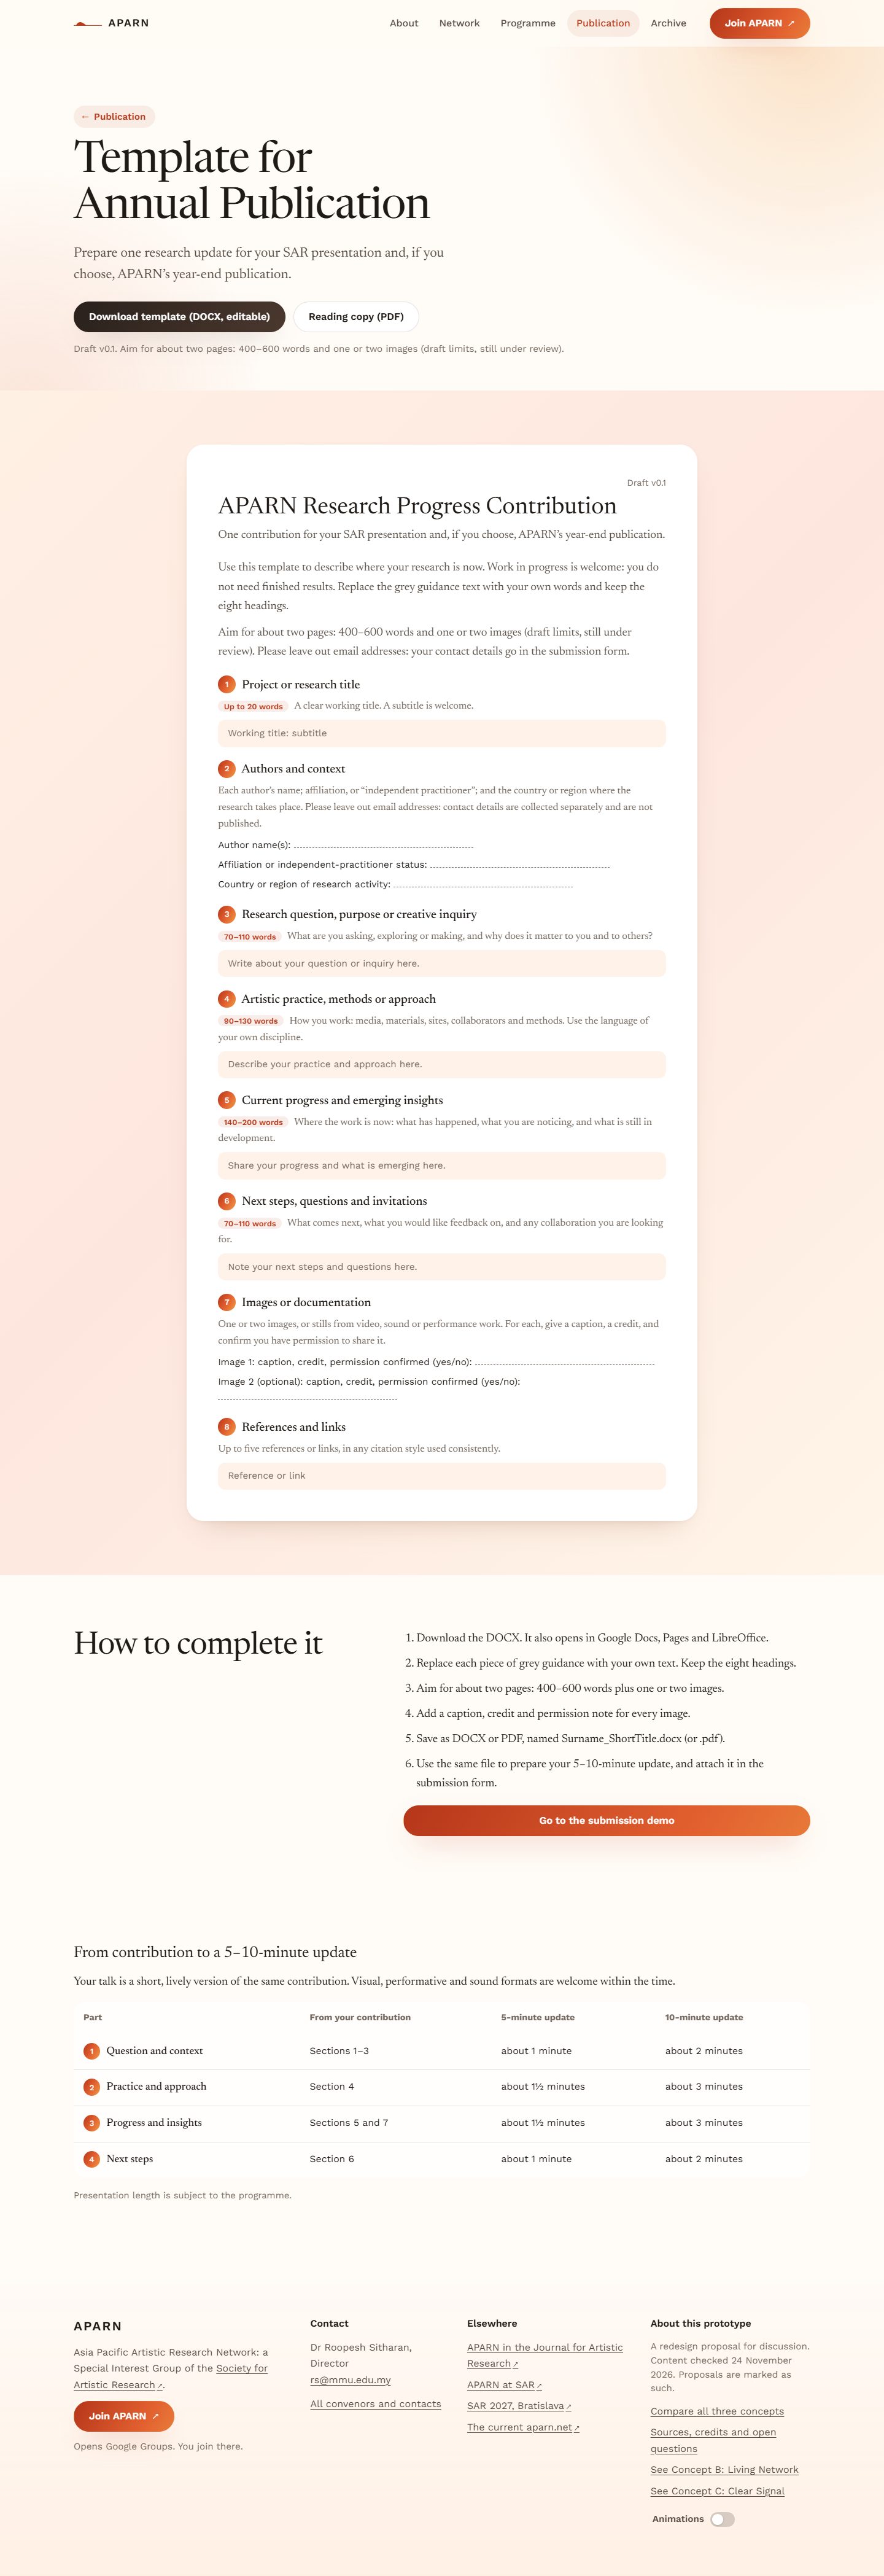 APARN
About
Network
Programme
Publication
Archive
Join APARN ↗
← Publication
Template for
Annual Publication
Prepare one research update for your SAR presentation and, if you
choose, APARN’s year-end publication.
Download template (DOCX, editable)
Reading copy (PDF)
Draft v0.1. Aim for about two pages: 400–600 words and one or two images (draft limits, still under review).
Draft v0.1
APARN Research Progress Contribution
One contribution for your SAR presentation and, if you choose, APARN’s year-end publication.
Use this template to describe where your research is now. Work in progress is welcome: you do
not need finished results. Replace the grey guidance text with your own words and keep the
eight headings.
Aim for about two pages: 400–600 words and one or two images (draft limits, still under
review). Please leave out email addresses: your contact details go in the submission form.
1 Project or research title
Up to 20 words A clear working title. A subtitle is welcome.
Working title: subtitle
2 Authors and context
Each author’s name; affiliation, or “independent practitioner”; and the country or region where the
research takes place. Please leave out email addresses: contact details are collected separately and are not
published.
Author name(s):
Affiliation or independent-practitioner status:
Country or region of research activity:
3 Research question, purpose or creative inquiry
70–110 words What are you asking, exploring or making, and why does it matter to you and to others?
Write about your question or inquiry here.
4 Artistic practice, methods or approach
90–130 words How you work: media, materials, sites, collaborators and methods. Use the language of
your own discipline.
Describe your practice and approach here.
5 Current progress and emerging insights
140–200 words Where the work is now: what has happened, what you are noticing, and what is still in
development.
Share your progress and what is emerging here.
6 Next steps, questions and invitations
70–110 words What comes next, what you would like feedback on, and any collaboration you are looking
for.
Note your next steps and questions here.
7 Images or documentation
One or two images, or stills from video, sound or performance work. For each, give a caption, a credit, and
confirm you have permission to share it.
Image 1: caption, credit, permission confirmed (yes/no):
Image 2 (optional): caption, credit, permission confirmed (yes/no):
8 References and links
Up to five references or links, in any citation style used consistently.
Reference or link
How to complete it
1. Download the DOCX. It also opens in Google Docs, Pages and LibreOffice.
2. Replace each piece of grey guidance with your own text. Keep the eight headings.
3. Aim for about two pages: 400–600 words plus one or two images.
4. Add a caption, credit and permission note for every image.
5. Save as DOCX or PDF, named Surname_ShortTitle.docx (or .pdf).
6. Use the same file to prepare your 5–10-minute update, and attach it in the
submission form.
Go to the submission demo
From contribution to a 5–10-minute update
Your talk is a short, lively version of the same contribution. Visual, performative and sound formats are welcome within the time.
Part From your contribution 5-minute update 10-minute update
1 Question and context Sections 1–3 about 1 minute about 2 minutes
2 Practice and approach Section 4 about 1½ minutes about 3 minutes
3 Progress and insights Sections 5 and 7 about 1½ minutes about 3 minutes
4 Next steps Section 6 about 1 minute about 2 minutes
Presentation length is subject to the programme.
APARN
Asia Pacific Artistic Research Network: a
Special Interest Group of the Society for
Artistic Research ↗.
Join APARN ↗
Opens Google Groups. You join there.
Contact
Dr Roopesh Sitharan,
Director
rs@mmu.edu.my
All convenors and contacts
Elsewhere
APARN in the Journal for Artistic
Research ↗
APARN at SAR ↗
SAR 2027, Bratislava ↗
The current aparn.net ↗
About this prototype
A redesign proposal for discussion.
Content checked 24 November
2026. Proposals are marked as
such.
Compare all three concepts
Sources, credits and open
questions
See Concept B: Living Network
See Concept C: Clear Signal
Animations